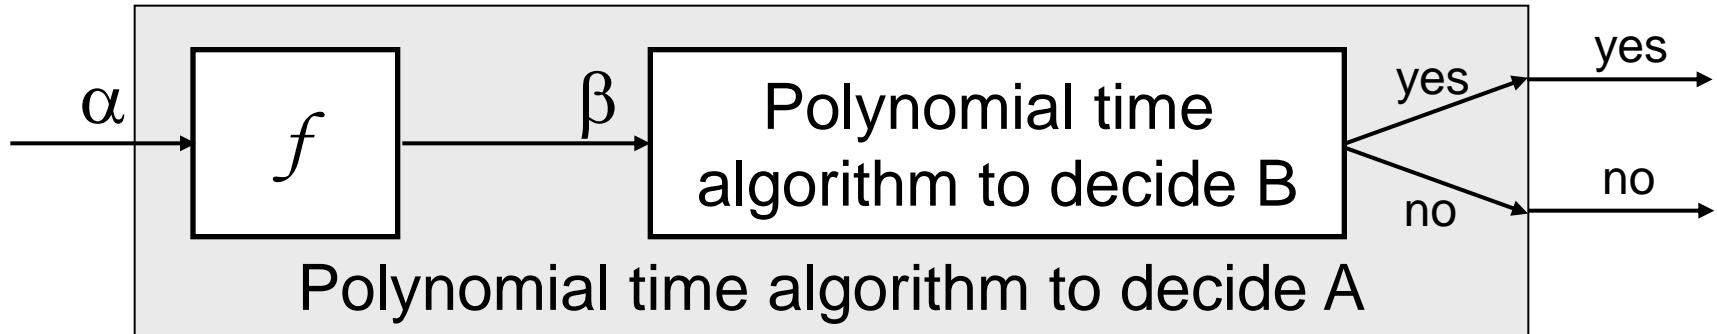 α
f
β
Polynomial time
algorithm to decide B
yes
no
yes
no
Polynomial time algorithm to decide A